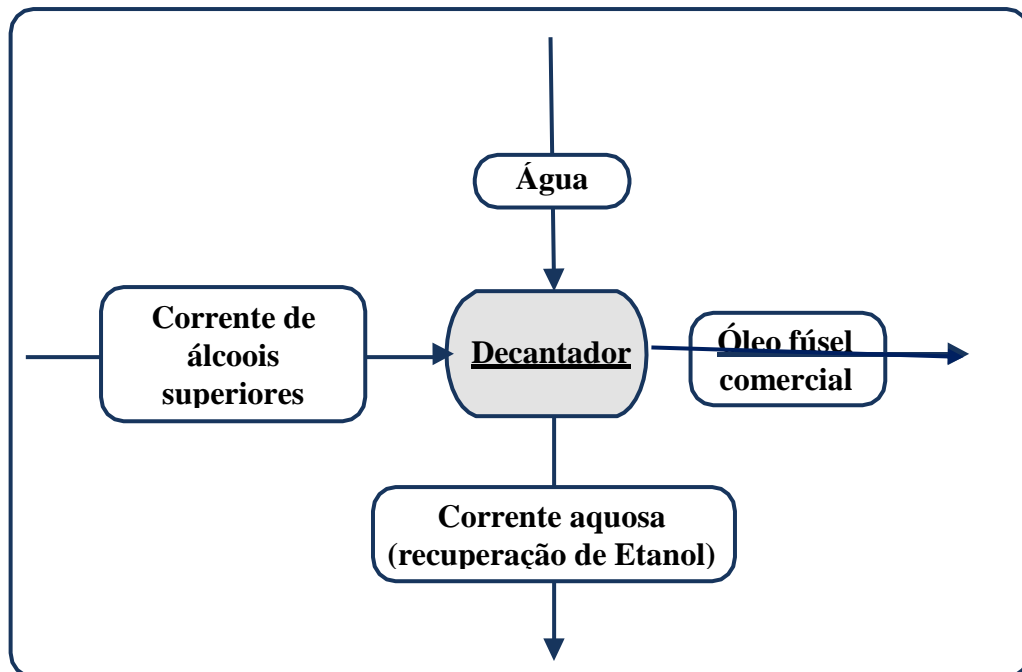 Água
Corrente de
álcoois
superiores
Decantador
Óleo fúsel
comercial
Corrente aquosa
(recuperação de Etanol)